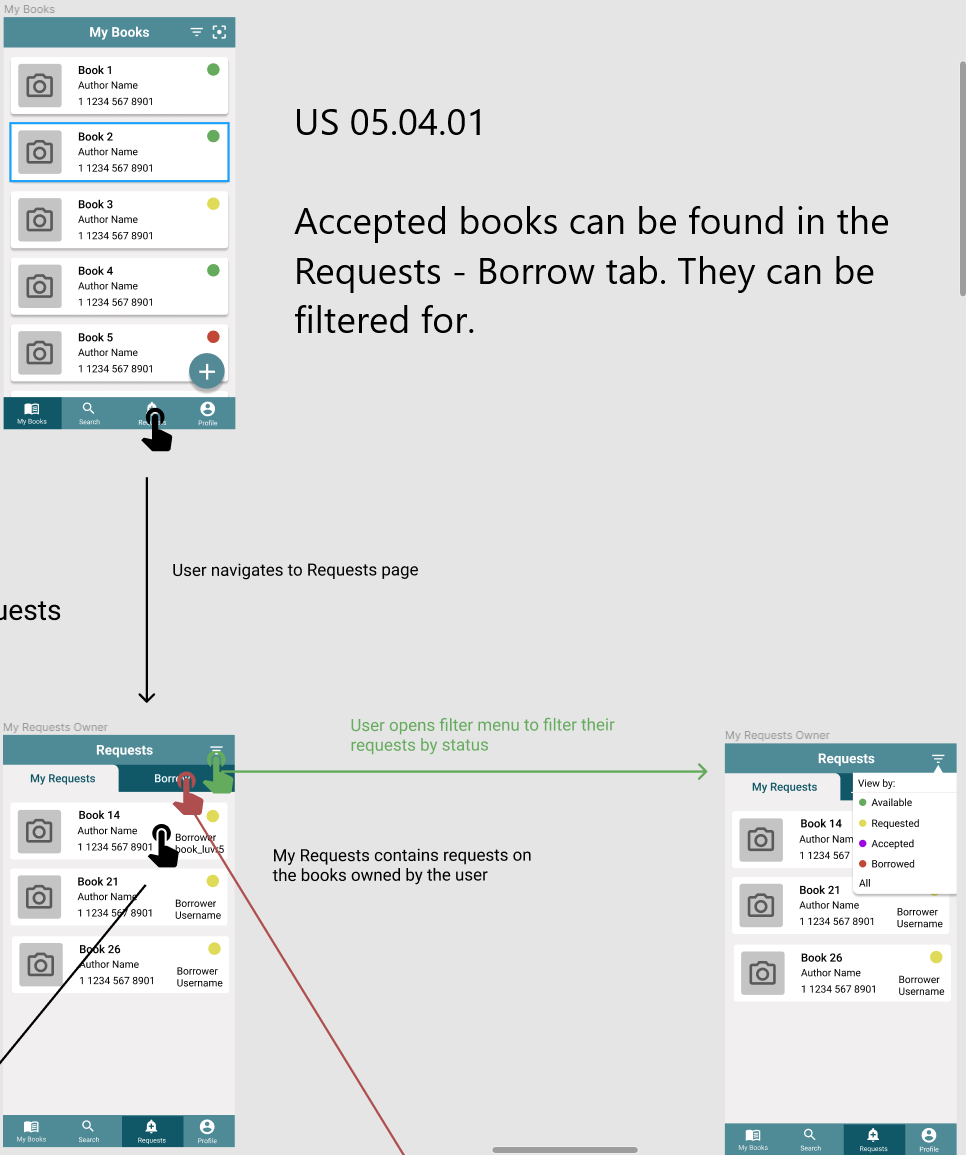 My Books
My Books
Book 1
Author Name
1 1234 567 8901
Book 2
Author Name
1 1234 567 8901
Book 3
Author Name
1 1234 567 8901
Book 4
Author Name
1 1234 567 8901
Book 5
Author Name
1 1234 567 8901
My Books
Search
Profile
US 05.04.01
Accepted books can be found in the
Requests - Borrow tab. They can be
filtered for.
User navigates to Requests page
uests
My Requests Owner
Requests
My Requests
Borrow
Book 14
Author Name
1 1234 567 8901
Borrower
Book 21
Author Name
1 1234 567 8901
Borrower
Username
Book 26
Author Name
1 1234 567 8901
Borrower
Username
My Books
Search
Requests
Profile
User opens filter menu to filter their
requests by status
My Requests contains requests on
the books owned by the user
My Requests Owner
Requests
My Requests
View by:
Available
Requested
Accepted
Borrowed
All
Book 14
Author Nam
1 1234 567
Book 21
Author Name
1 1234 567 8901
Borrower
Username
Book 26
Author Name
1 1234 567 8901
Borrower
Username
My Books
Search
Requests
Profile